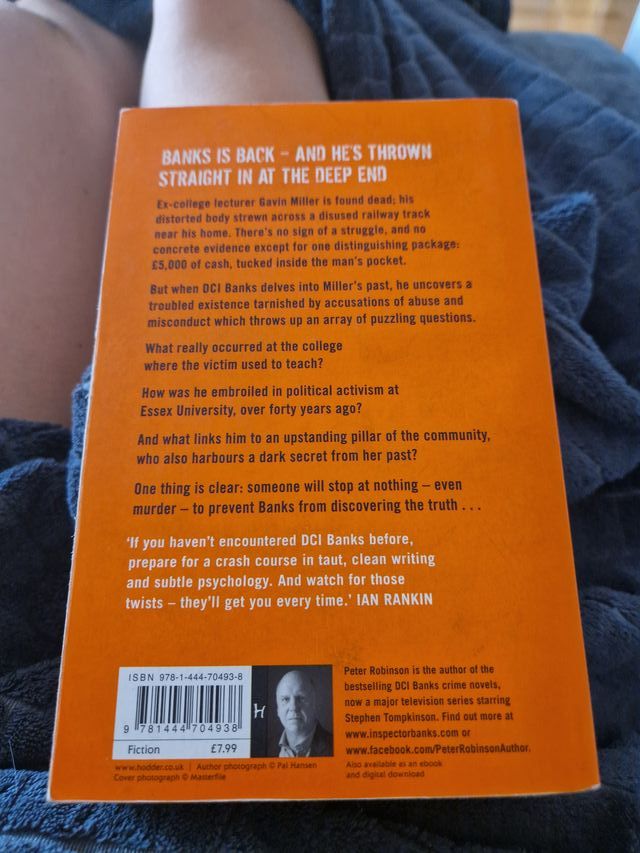 BANKS IS BACK – AND HE'S THROWN
STRAIGHT IN AT THE DEEP END
Ex-college lecturer Gavin Miller is found dead; his
distorted body strewn across a disused railway track
near his home. There's no sign of a struggle, and no
concrete evidence except for one distinguishing package:
£5,000 of cash, tucked inside the man's pocket.
But when DCI Banks delves into Miller's past, he uncovers a
troubled existence tarnished by accusations of abuse and
misconduct which throws up an array of puzzling questions.
What really occurred at the college
where the victim used to teach?
How was he embroiled in political activism at
Essex University, over forty years ago?
And what links him to an upstanding pillar of the community,
who also harbours a dark secret from her past?
One thing is clear: someone will stop at nothing – even
murder – to prevent Banks from discovering the truth . . .
'If you haven't encountered DCI Banks before,
prepare for a crash course in taut, clean writing
and subtle psychology. And watch for those
twists – they'll get you every time.' IAN RANKIN
ISBN 978-1-444-70493-8
9 781444 704938
Fiction £7.99
H
Peter Robinson is the author of the
bestselling DCI Banks crime novels,
now a major television series starring
Stephen Tompkinson. Find out more at
www.inspectorbanks.com or
www.facebook.com/PeterRobinsonAuthor.
Also available as an ebook
and digital download
www.hodder.co.uk | Author photograph © Pal Hansen
Cover photograph © Masterfile